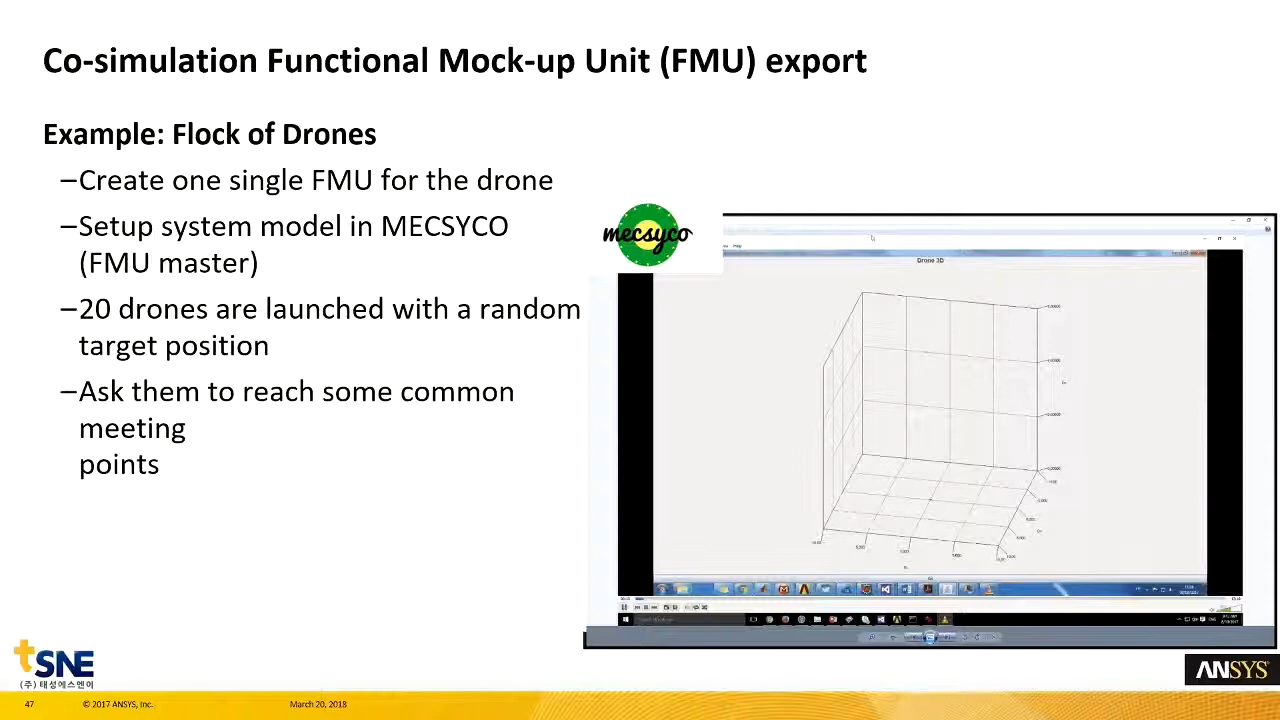 Co-simulation Functional Mock-up Unit (FMU) export
Example: Flock of Drones
–Create one single FMU for the drone
–Setup system model in MECSYCO
(FMU master)
–20 drones are launched with a random
target position
–Ask them to reach some common
meeting
points
mecsyco
Help
Drone 3D
tSNE
(주) 태성에스엔이
ANSYS
47
© 2017 ANSYS, Inc.
March 20, 2018